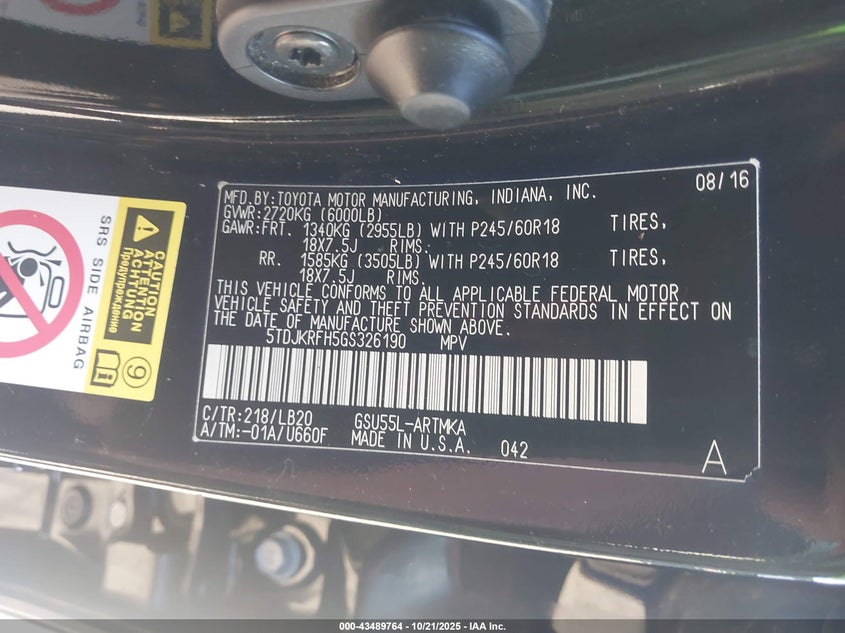 MFD.BY:TOYOTA MOTOR MANUFACTURING, INDIANA, INC. 08/16
GVWR:2720KG (6000LB)
GAWR:FRT. 1340KG (2955LB) WITH P245/60R18 TIRES,
18X7.5J RIMS.
RR. 1585KG (3505LB) WITH P245/60R18 TIRES,
18X7.5J RIMS.
THIS VEHICLE CONFORMS TO ALL APPLICABLE FEDERAL MOTOR
VEHICLE SAFETY AND THEFT PREVENTION STANDARDS IN EFFECT ON
THE DATE OF MANUFACTURE SHOWN ABOVE.
5TDJKRFH5GS326190 MPV
C/TR:218/LB20 GSU55L-ARTMKA
A/TM:-01A/U660F MADE IN U.S.A. 042
A
SRS SIDE AIRBAG
CAUTION
ATTENTION
ACHTUNG
Предупреждение
9
000-43489764 - 10/21/2025 - IAA Inc.